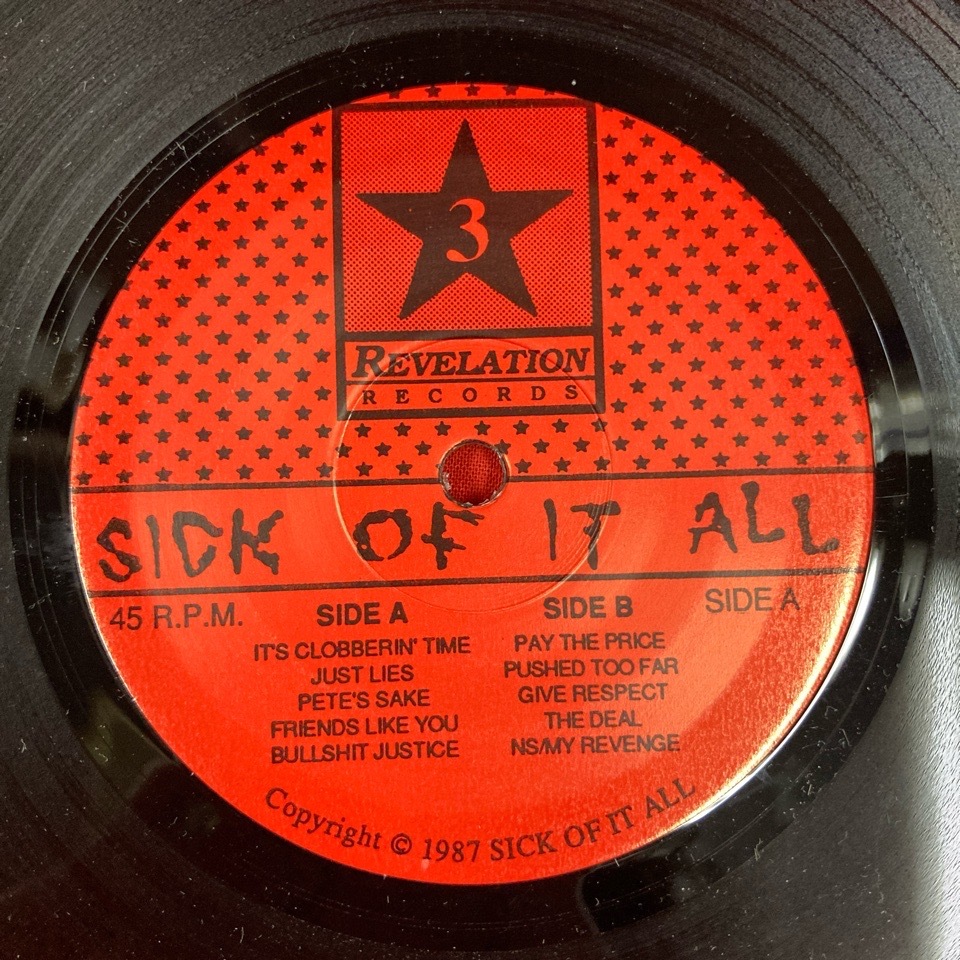 3
REVELATION
RECORDS
SICK OF IT ALL
45 R.P.M. SIDE A SIDE B SIDE A
IT'S CLOBBERIN' TIME PAY THE PRICE
JUST LIES PUSHED TOO FAR
PETE'S SAKE GIVE RESPECT
FRIENDS LIKE YOU THE DEAL
BULLSHIT JUSTICE NS/MY REVENGE
Copyright © 1987 SICK OF IT ALL